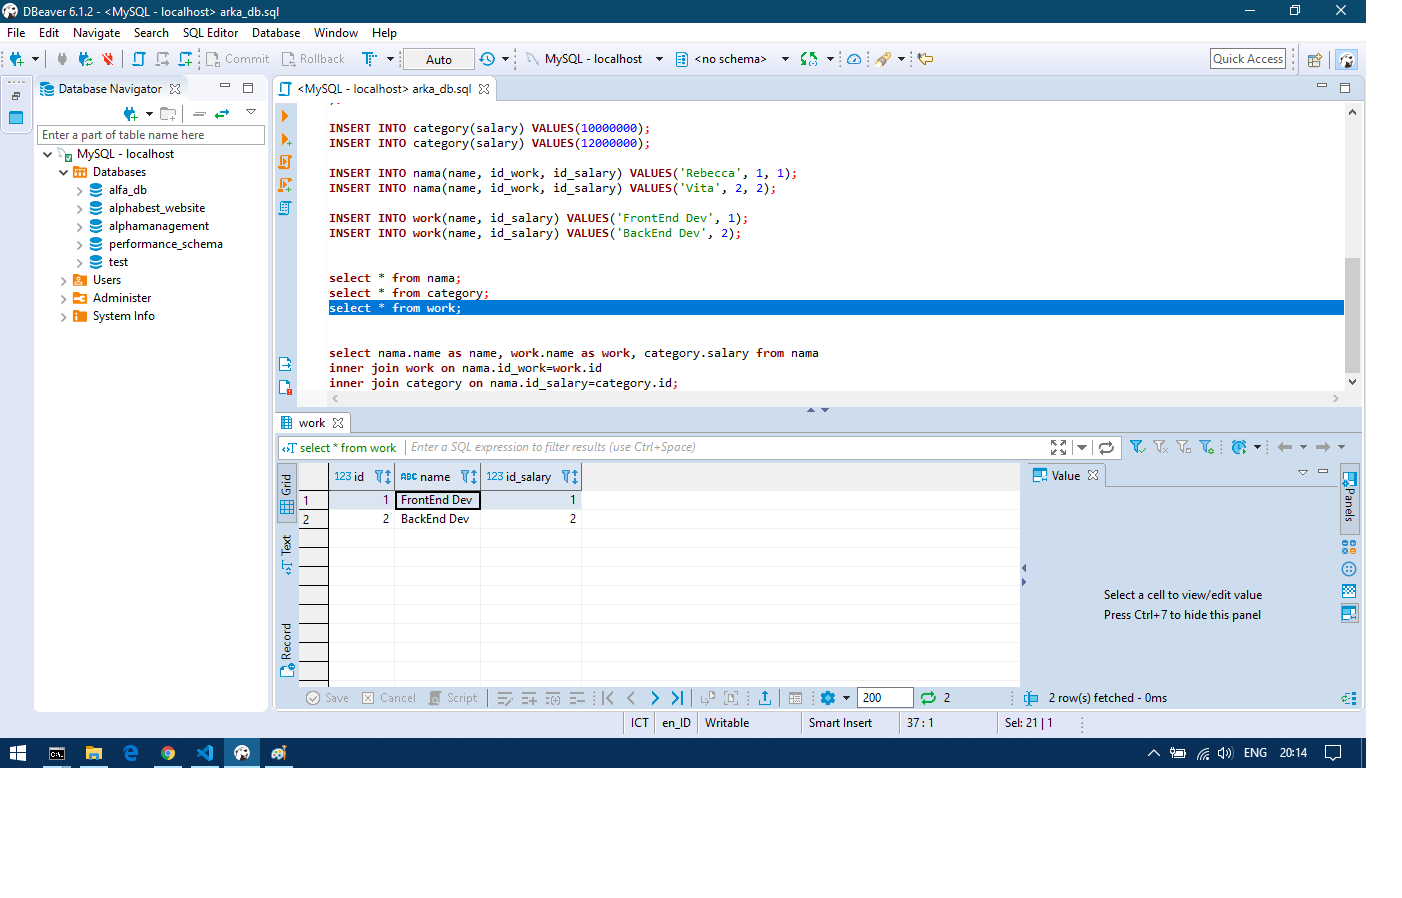 DBeaver 6.1.2 - <MySQL - localhost> arka_db.sql
File Edit Navigate Search SQL Editor Database Window Help
Commit Rollback Auto MySQL - localhost <no schema> Quick Access
Database Navigator
<MySQL - localhost> arka_db.sql
Enter a part of table name here
MySQL - localhost
Databases
alfa_db
alphabest_website
alphamanagement
performance_schema
test
Users
Administer
System Info
);
INSERT INTO category(salary) VALUES(10000000);
INSERT INTO category(salary) VALUES(12000000);
INSERT INTO nama(name, id_work, id_salary) VALUES('Rebecca', 1, 1);
INSERT INTO nama(name, id_work, id_salary) VALUES('Vita', 2, 2);
INSERT INTO work(name, id_salary) VALUES('FrontEnd Dev', 1);
INSERT INTO work(name, id_salary) VALUES('BackEnd Dev', 2);
select * from nama;
select * from category;
select * from work;
select nama.name as name, work.name as work, category.salary from nama
inner join work on nama.id_work=work.id
inner join category on nama.id_salary=category.id;
work
select * from work Enter a SQL expression to filter results (use Ctrl+Space)
Grid
Text
Record
123 id ABC name 123 id_salary
1 1 FrontEnd Dev 1
2 2 BackEnd Dev 2
Value
Panels
Select a cell to view/edit value
Press Ctrl+7 to hide this panel
Save Cancel Script 200 2 2 row(s) fetched - 0ms
ICT en_ID Writable Smart Insert 37 : 1 Sel: 21 | 1
ENG 20:14